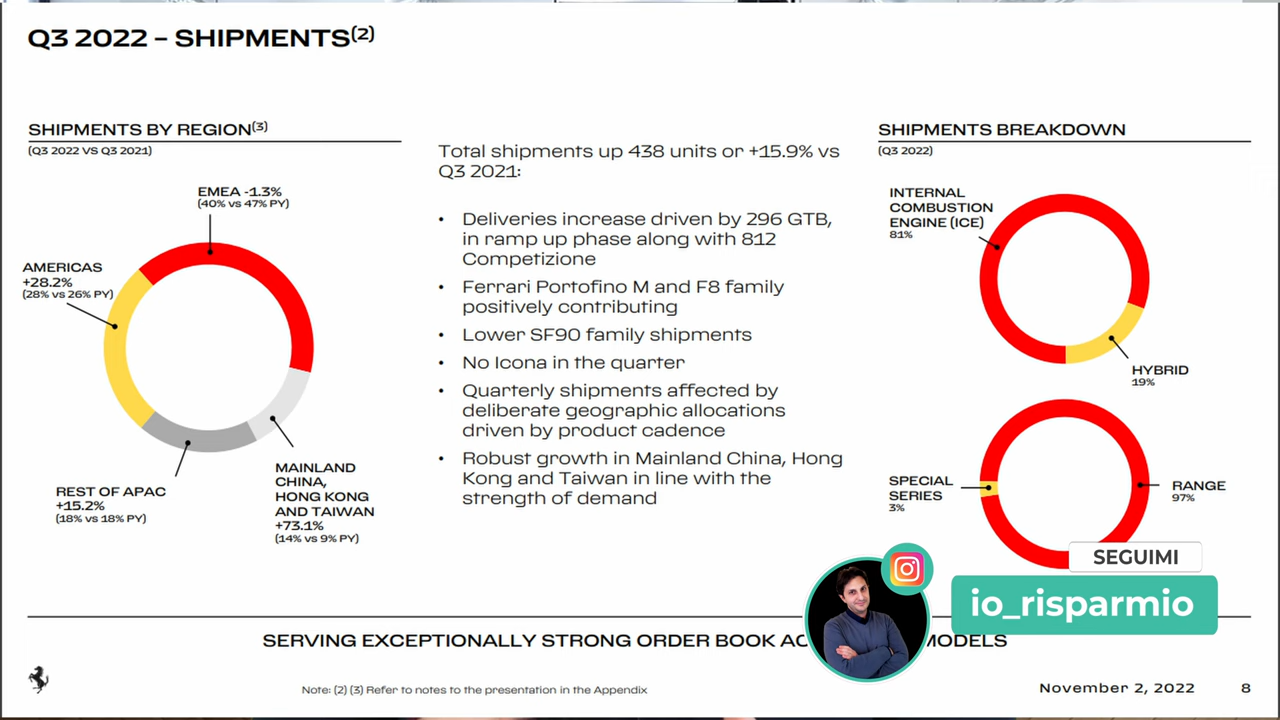 Q3 2022 – SHIPMENTS(2)
SHIPMENTS BY REGION(3)
(Q3 2022 VS Q3 2021)
EMEA -1.3%
(40% vs 47% PY)
AMERICAS
+28.2%
(28% vs 26% PY)
REST OF APAC
+15.2%
(18% vs 18% PY)
MAINLAND
CHINA,
HONG KONG
AND TAIWAN
+73.1%
(14% vs 9% PY)
Total shipments up 438 units or +15.9% vs
Q3 2021:
• Deliveries increase driven by 296 GTB,
in ramp up phase along with 812
Competizione
• Ferrari Portofino M and F8 family
positively contributing
• Lower SF90 family shipments
• No Icona in the quarter
• Quarterly shipments affected by
deliberate geographic allocations
driven by product cadence
• Robust growth in Mainland China, Hong
Kong and Taiwan in line with the
strength of demand
SHIPMENTS BREAKDOWN
(Q3 2022)
INTERNAL
COMBUSTION
ENGINE (ICE)
81%
HYBRID
19%
SPECIAL
SERIES
3%
RANGE
97%
SEGUIMI
io_risparmio
SERVING EXCEPTIONALLY STRONG ORDER BOOK MODELS
Note: (2) (3) Refer to notes to the presentation in the Appendix
November 2, 2022 8